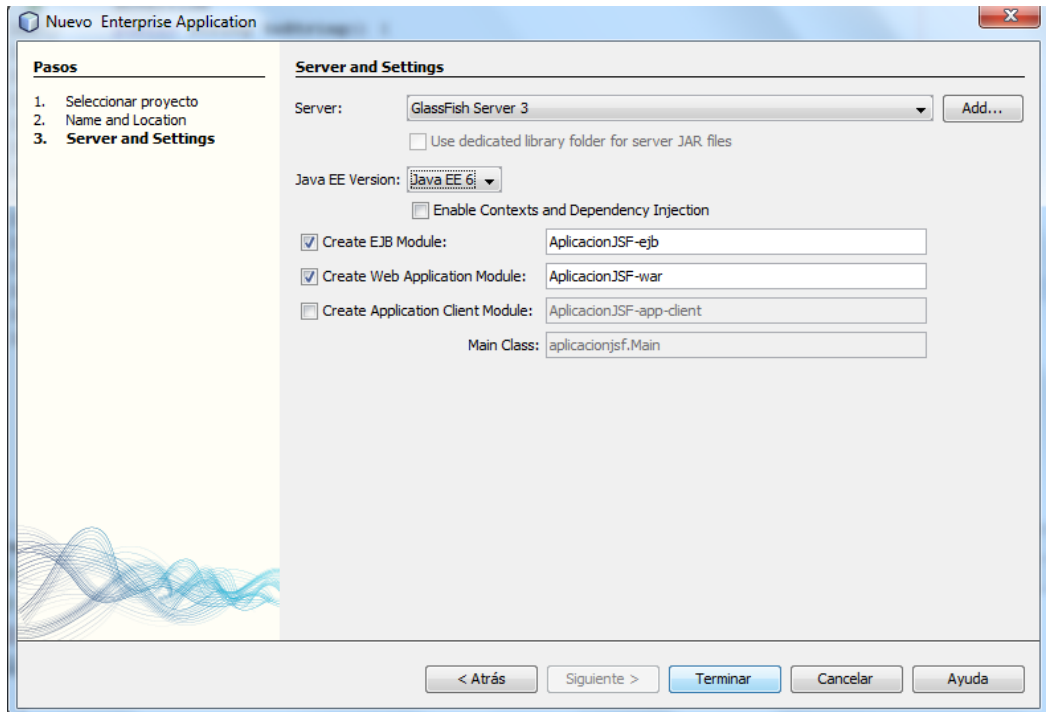 Nuevo Enterprise Application
Pasos
1. Seleccionar proyecto
2. Name and Location
3. Server and Settings
Server and Settings
Server: GlassFish Server 3 Add...
Use dedicated library folder for server JAR files
Java EE Version: Java EE 6
Enable Contexts and Dependency Injection
Create EJB Module: AplicacionJSF-ejb
Create Web Application Module: AplicacionJSF-war
Create Application Client Module: AplicacionJSF-app-client
Main Class: aplicacionjsf.Main
< Atrás Siguiente > Terminar Cancelar Ayuda